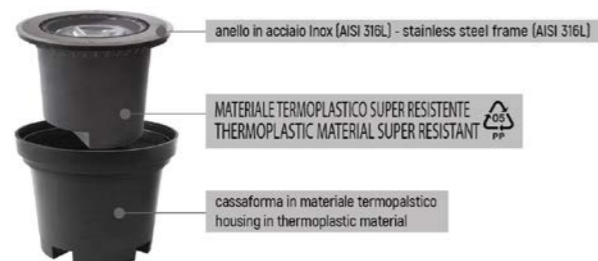 anello in acciaio Inox (AISI 316L) - stainless steel frame (AISI 316L)
MATERIALE TERMOPLASTICO SUPER RESISTENTE
THERMOPLASTIC MATERIAL SUPER RESISTANT
05
PP
cassaforma in materiale termopalstico
housing in thermoplastic material